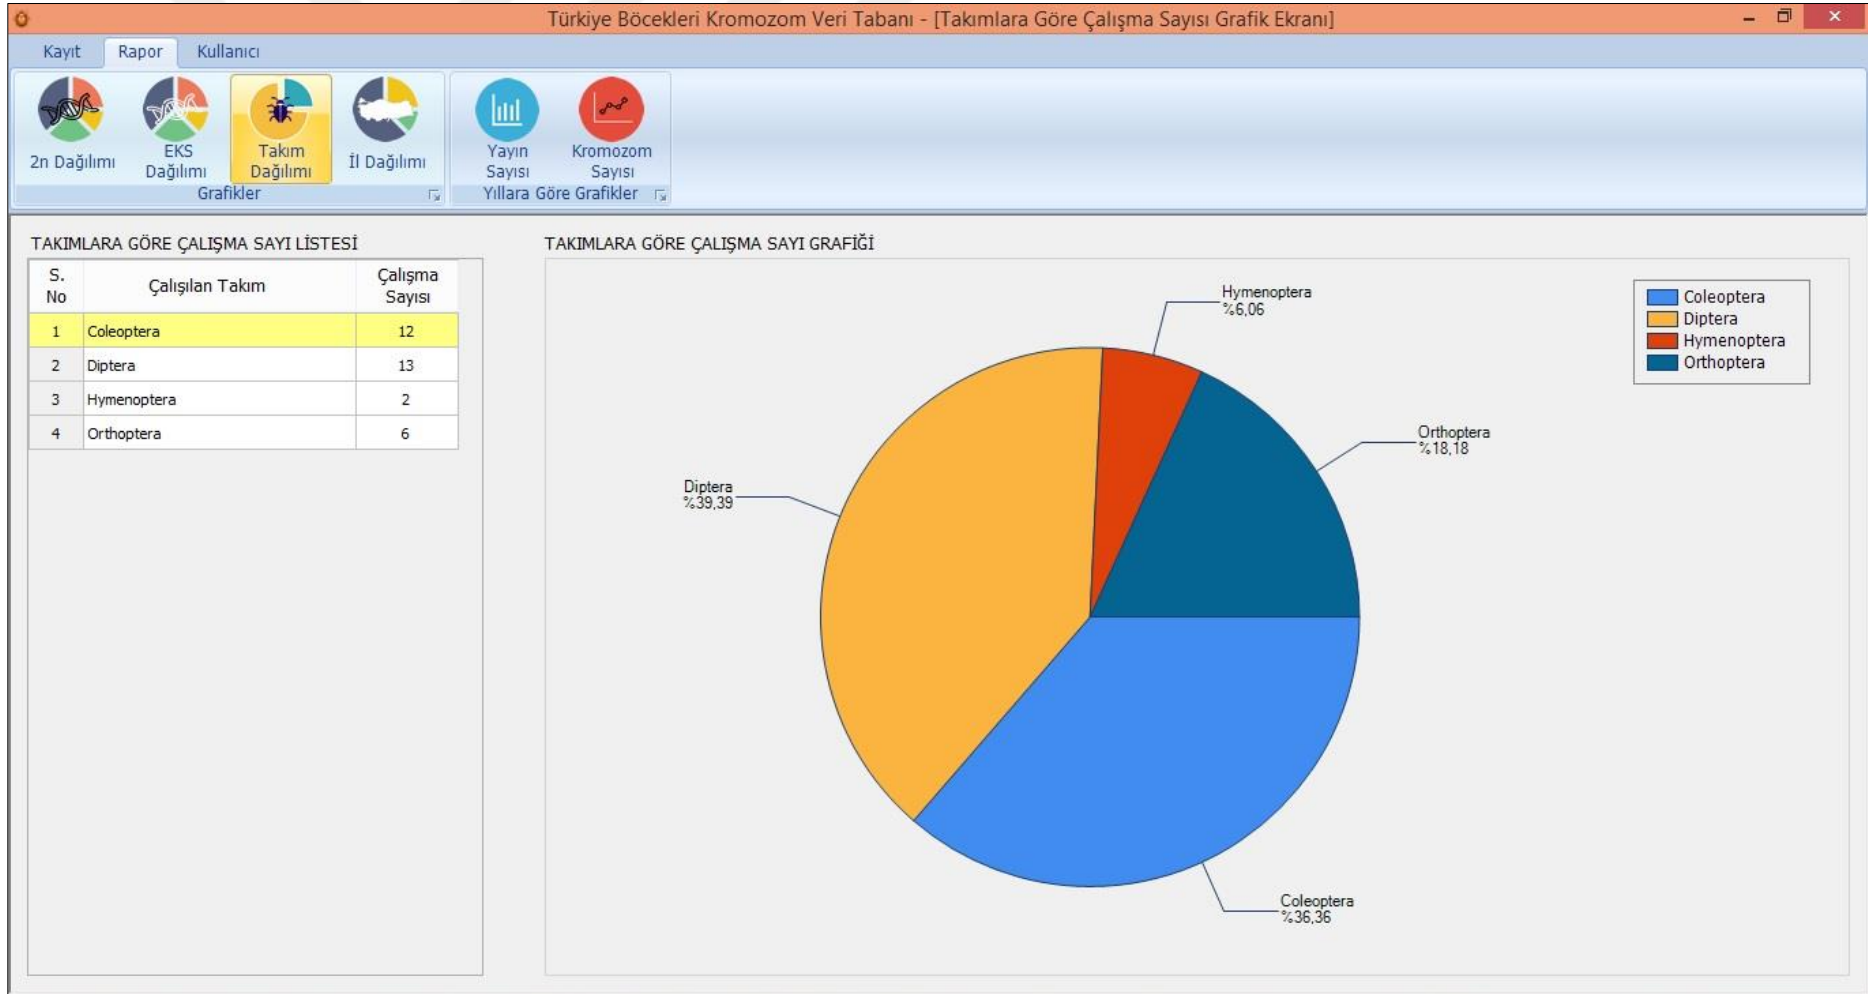 Türkiye Böcekleri Kromozom Veri Tabanı - [Takımlara Göre Çalışma Sayısı Grafik Ekranı]
Kayıt Rapor Kullanıcı
2n Dağılımı
EKS
Dağılımı
Takım
Dağılımı
İl Dağılımı
Grafikler
Yayın
Sayısı
Kromozom
Sayısı
Yıllara Göre Grafikler
TAKIMLARA GÖRE ÇALIŞMA SAYI LİSTESİ
S.
No
Çalışılan Takım
Çalışma
Sayısı
1 Coleoptera 12
2 Diptera 13
3 Hymenoptera 2
4 Orthoptera 6
TAKIMLARA GÖRE ÇALIŞMA SAYI GRAFİĞİ
Hymenoptera
%6,06
Orthoptera
%18,18
Diptera
%39,39
Coleoptera
%36,36
Coleoptera
Diptera
Hymenoptera
Orthoptera